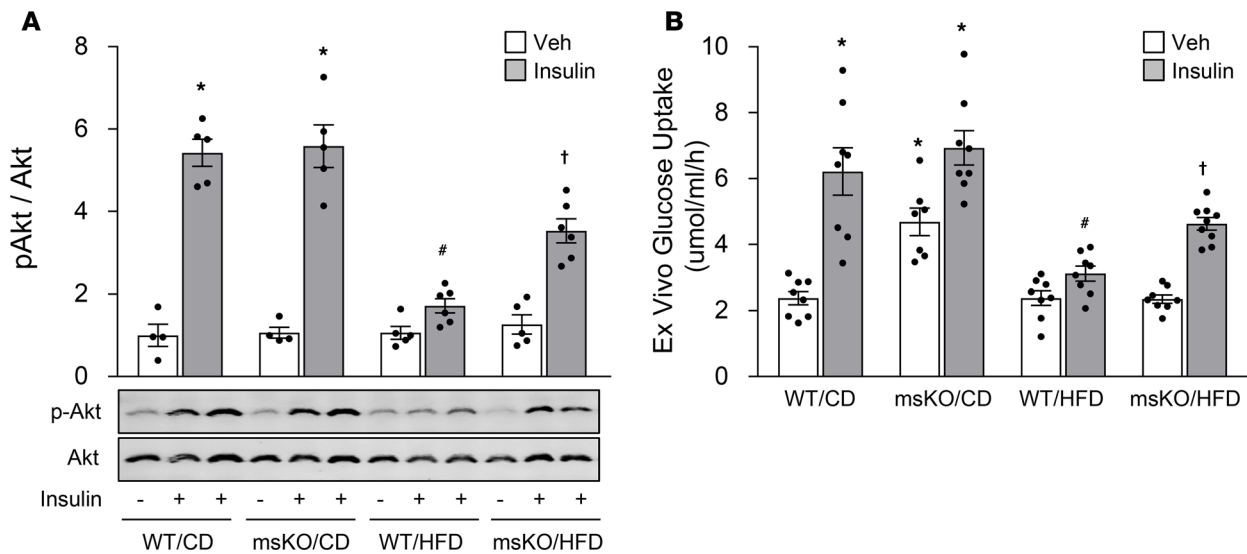 A
Veh
Insulin
pAkt / Akt
8
6
4
2
0
*
*
#
†
p-Akt
Akt
Insulin - + + - + + - + + - + +
WT/CD msKO/CD WT/HFD msKO/HFD
B
Veh
Insulin
Ex Vivo Glucose Uptake
(umol/ml/h)
10
8
6
4
2
0
*
*
*
#
†
WT/CD msKO/CD WT/HFD msKO/HFD